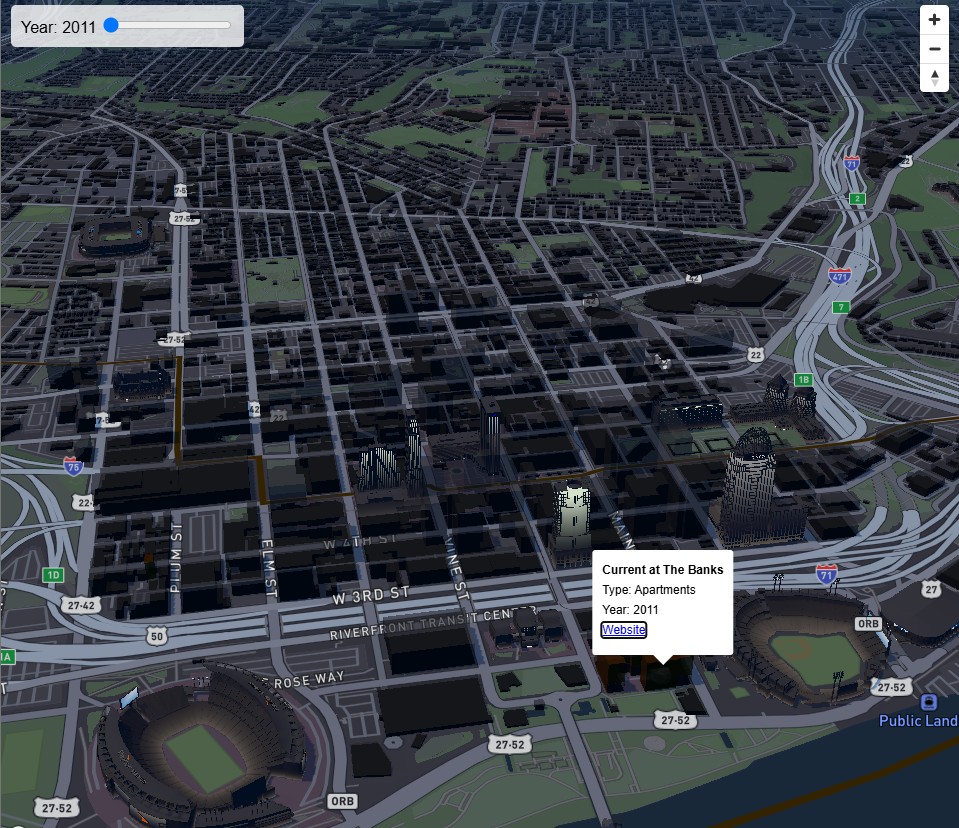 Year: 2011
+
−
71
2
27-52
471
42
7
27-52
22
1B
42
75
22
W 4TH ST
PLUM ST
ELM ST
VINE ST
MAIN
Current at The Banks
Type: Apartments
Year: 2011
Website
1D
27-42
W 3RD ST
71
27
50
RIVERFRONT TRANSIT CENTER
ORB
1A
E ROSE WAY
27-52
27-52
Public Land
27-52
27-52
ORB